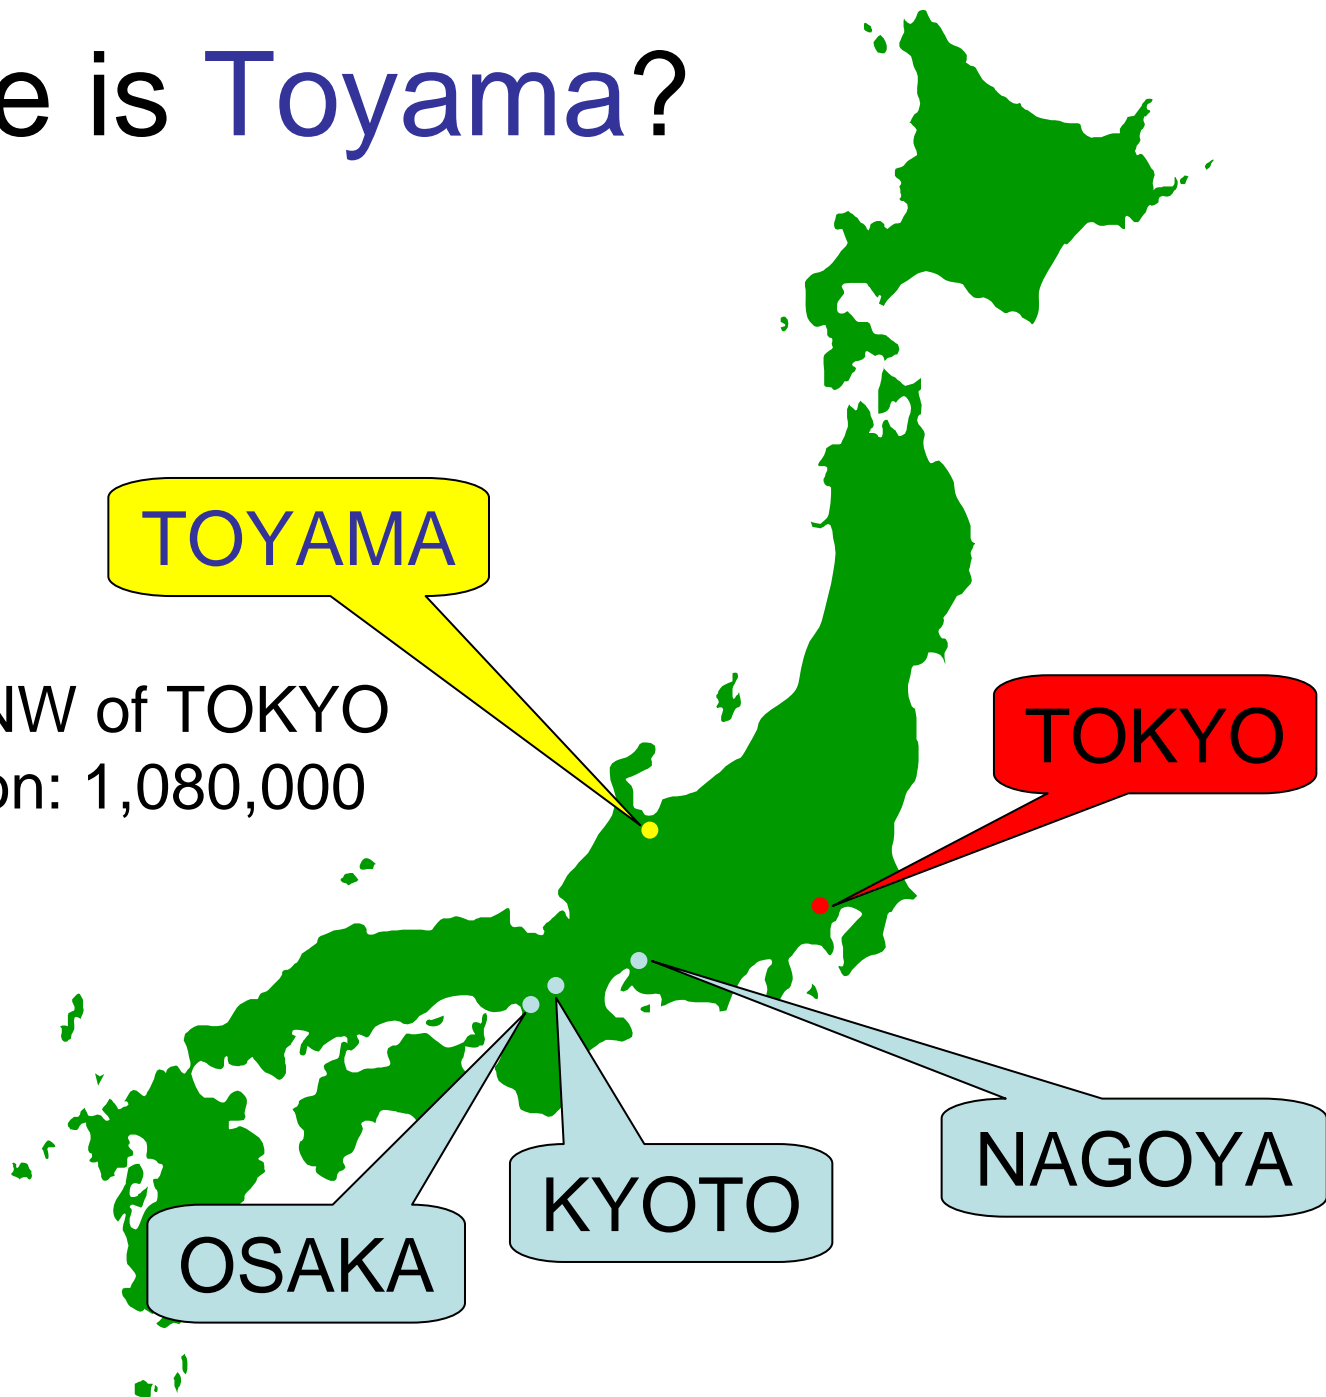 e is Toyama?
TOYAMA
NW of TOKYO
on: 1,080,000
TOKYO
NAGOYA
KYOTO
OSAKA